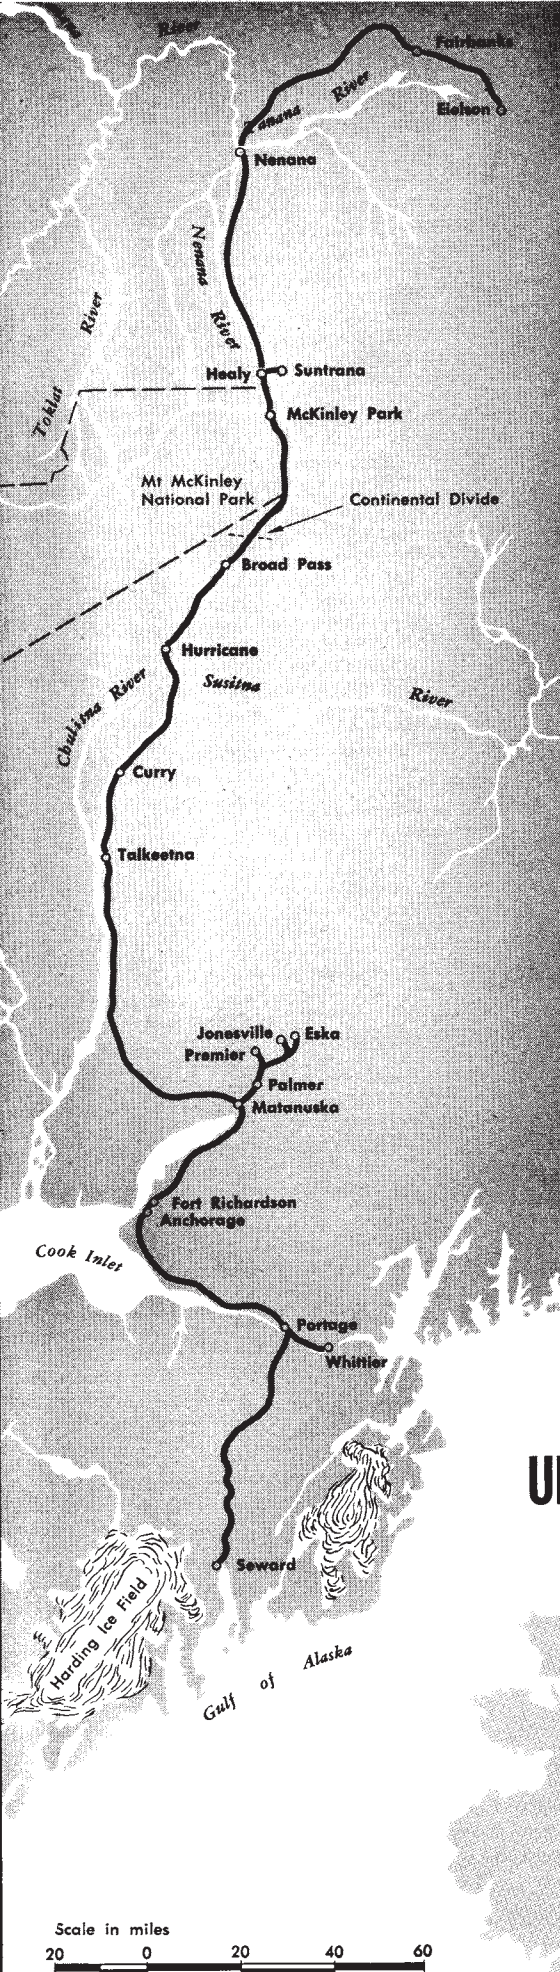 River
Fairbanks
River
Tanana
Eielson
Nenana
Nenana
River
River
Toklat
Healy
Suntrana
McKinley Park
Mt McKinley
National Park
Continental Divide
Broad Pass
Hurricane
Susitna
River
Chulitna River
Curry
Talkeetna
Jonesville
Eska
Premier
Palmer
Matanuska
Fort Richardson
Anchorage
Cook Inlet
Portage
Whittier
Seward
Harding Ice Field
Gulf of Alaska
Scale in miles
20 0 20 40 60